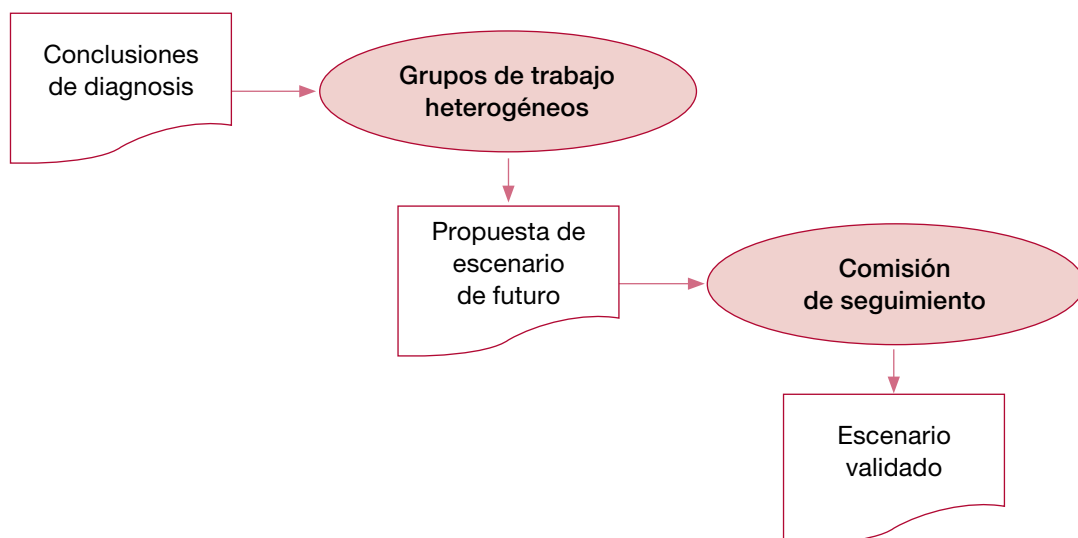 Conclusiones
de diagnosis
Grupos de trabajo
heterogéneos
Propuesta de
escenario
de futuro
Comisión
de seguimiento
Escenario
validado